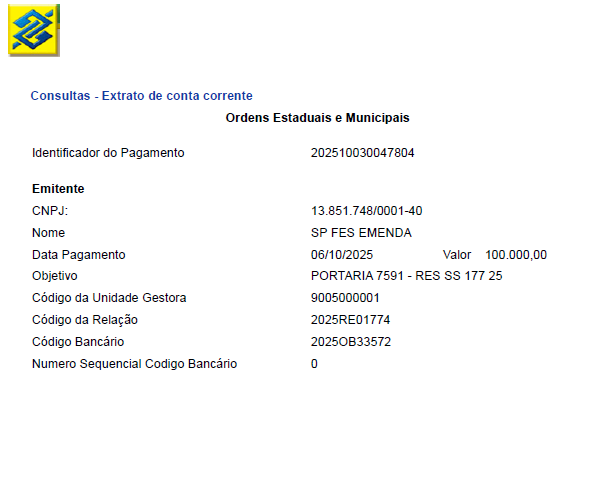 Consultas - Extrato de conta corrente
Ordens Estaduais e Municipais
Identificador do Pagamento 202510030047804
Emitente
CNPJ: 13.851.748/0001-40
Nome SP FES EMENDA
Data Pagamento 06/10/2025 Valor 100.000,00
Objetivo PORTARIA 7591 - RES SS 177 25
Código da Unidade Gestora 9005000001
Código da Relação 2025RE01774
Código Bancário 2025OB33572
Numero Sequencial Codigo Bancário 0